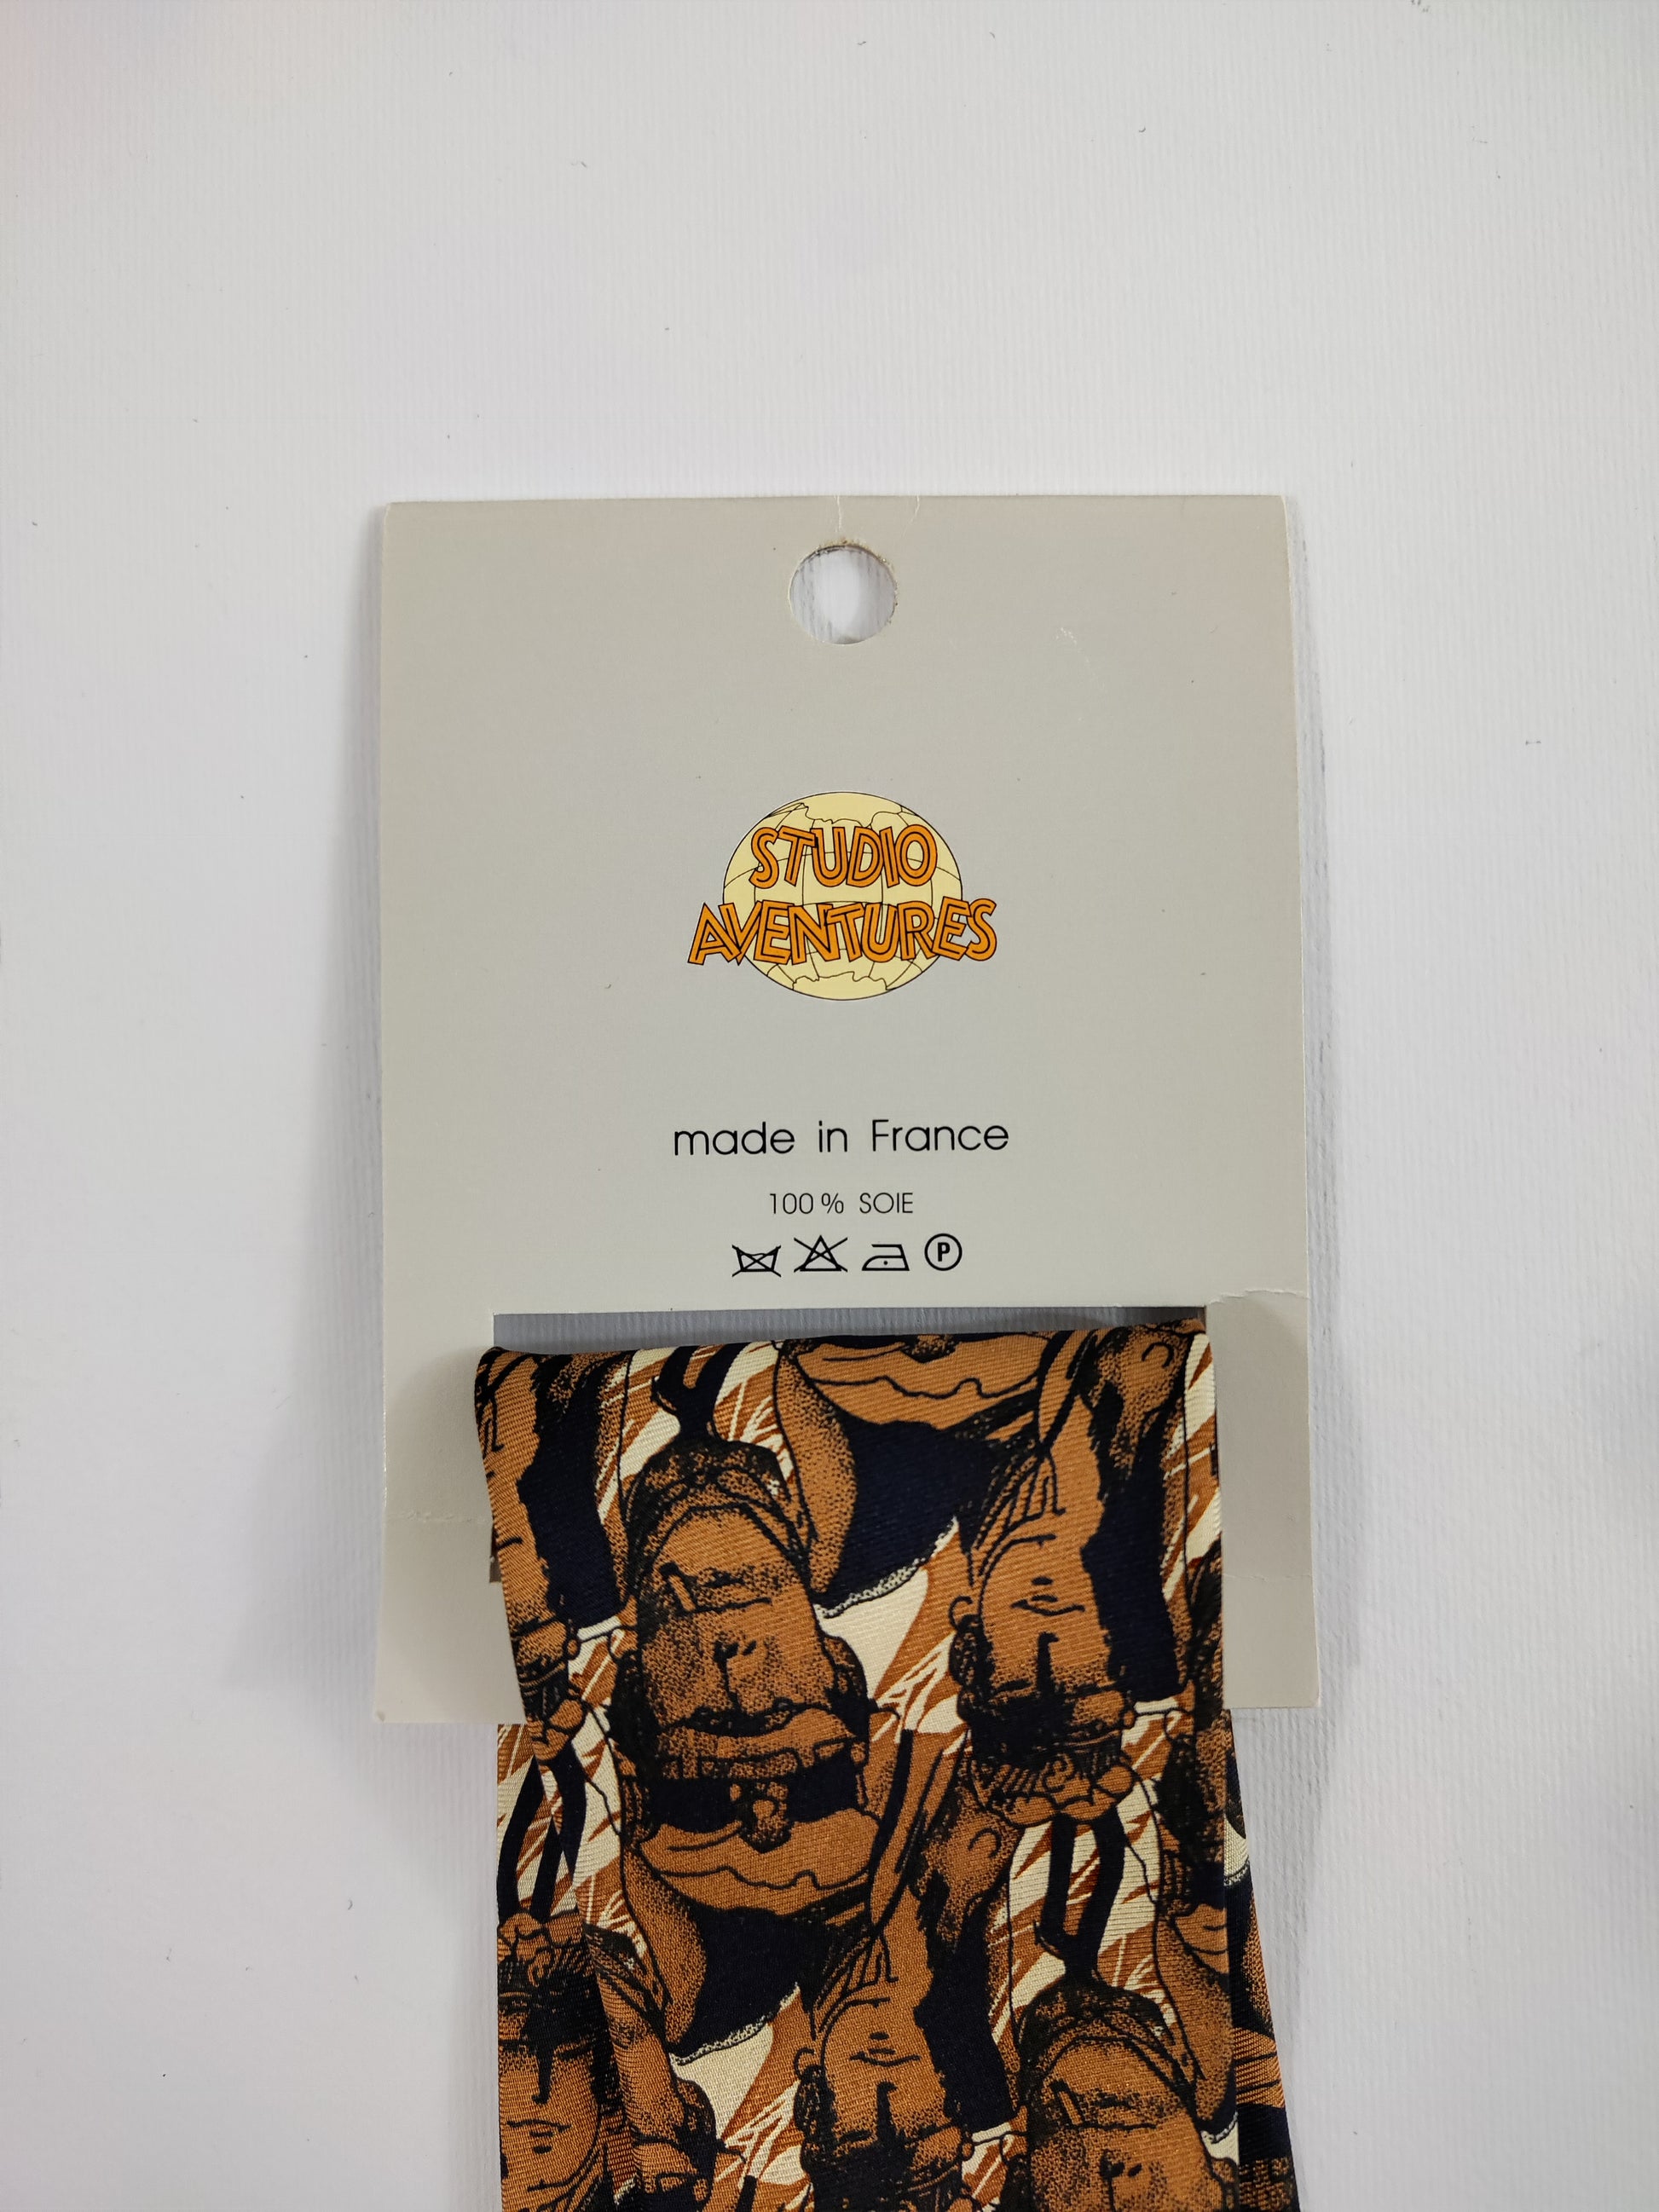 STUDIO
AVENTURES
made in France
100 % SOIE
P